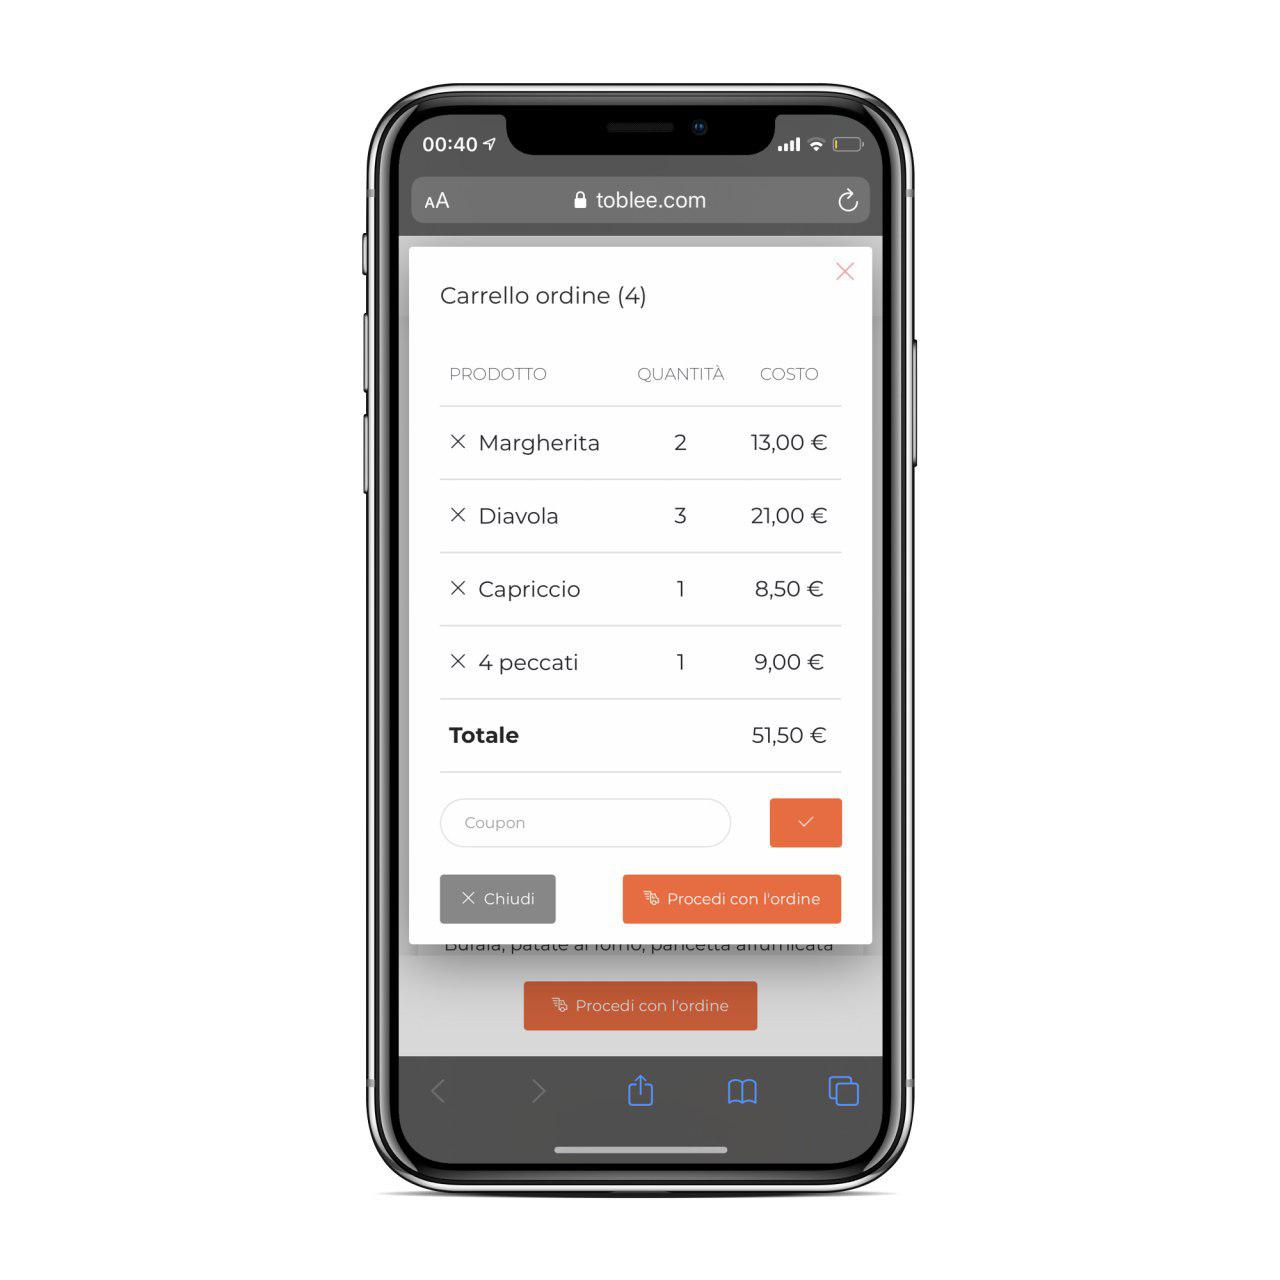 00:40
AA toblee.com
Carrello ordine (4)
PRODOTTO QUANTITÀ COSTO
Margherita 2 13,00 €
Diavola 3 21,00 €
Capriccio 1 8,50 €
4 peccati 1 9,00 €
Totale 51,50 €
Coupon
Chiudi Procedi con l'ordine
Bufala, patate al forno, pancetta affumicata
Procedi con l'ordine